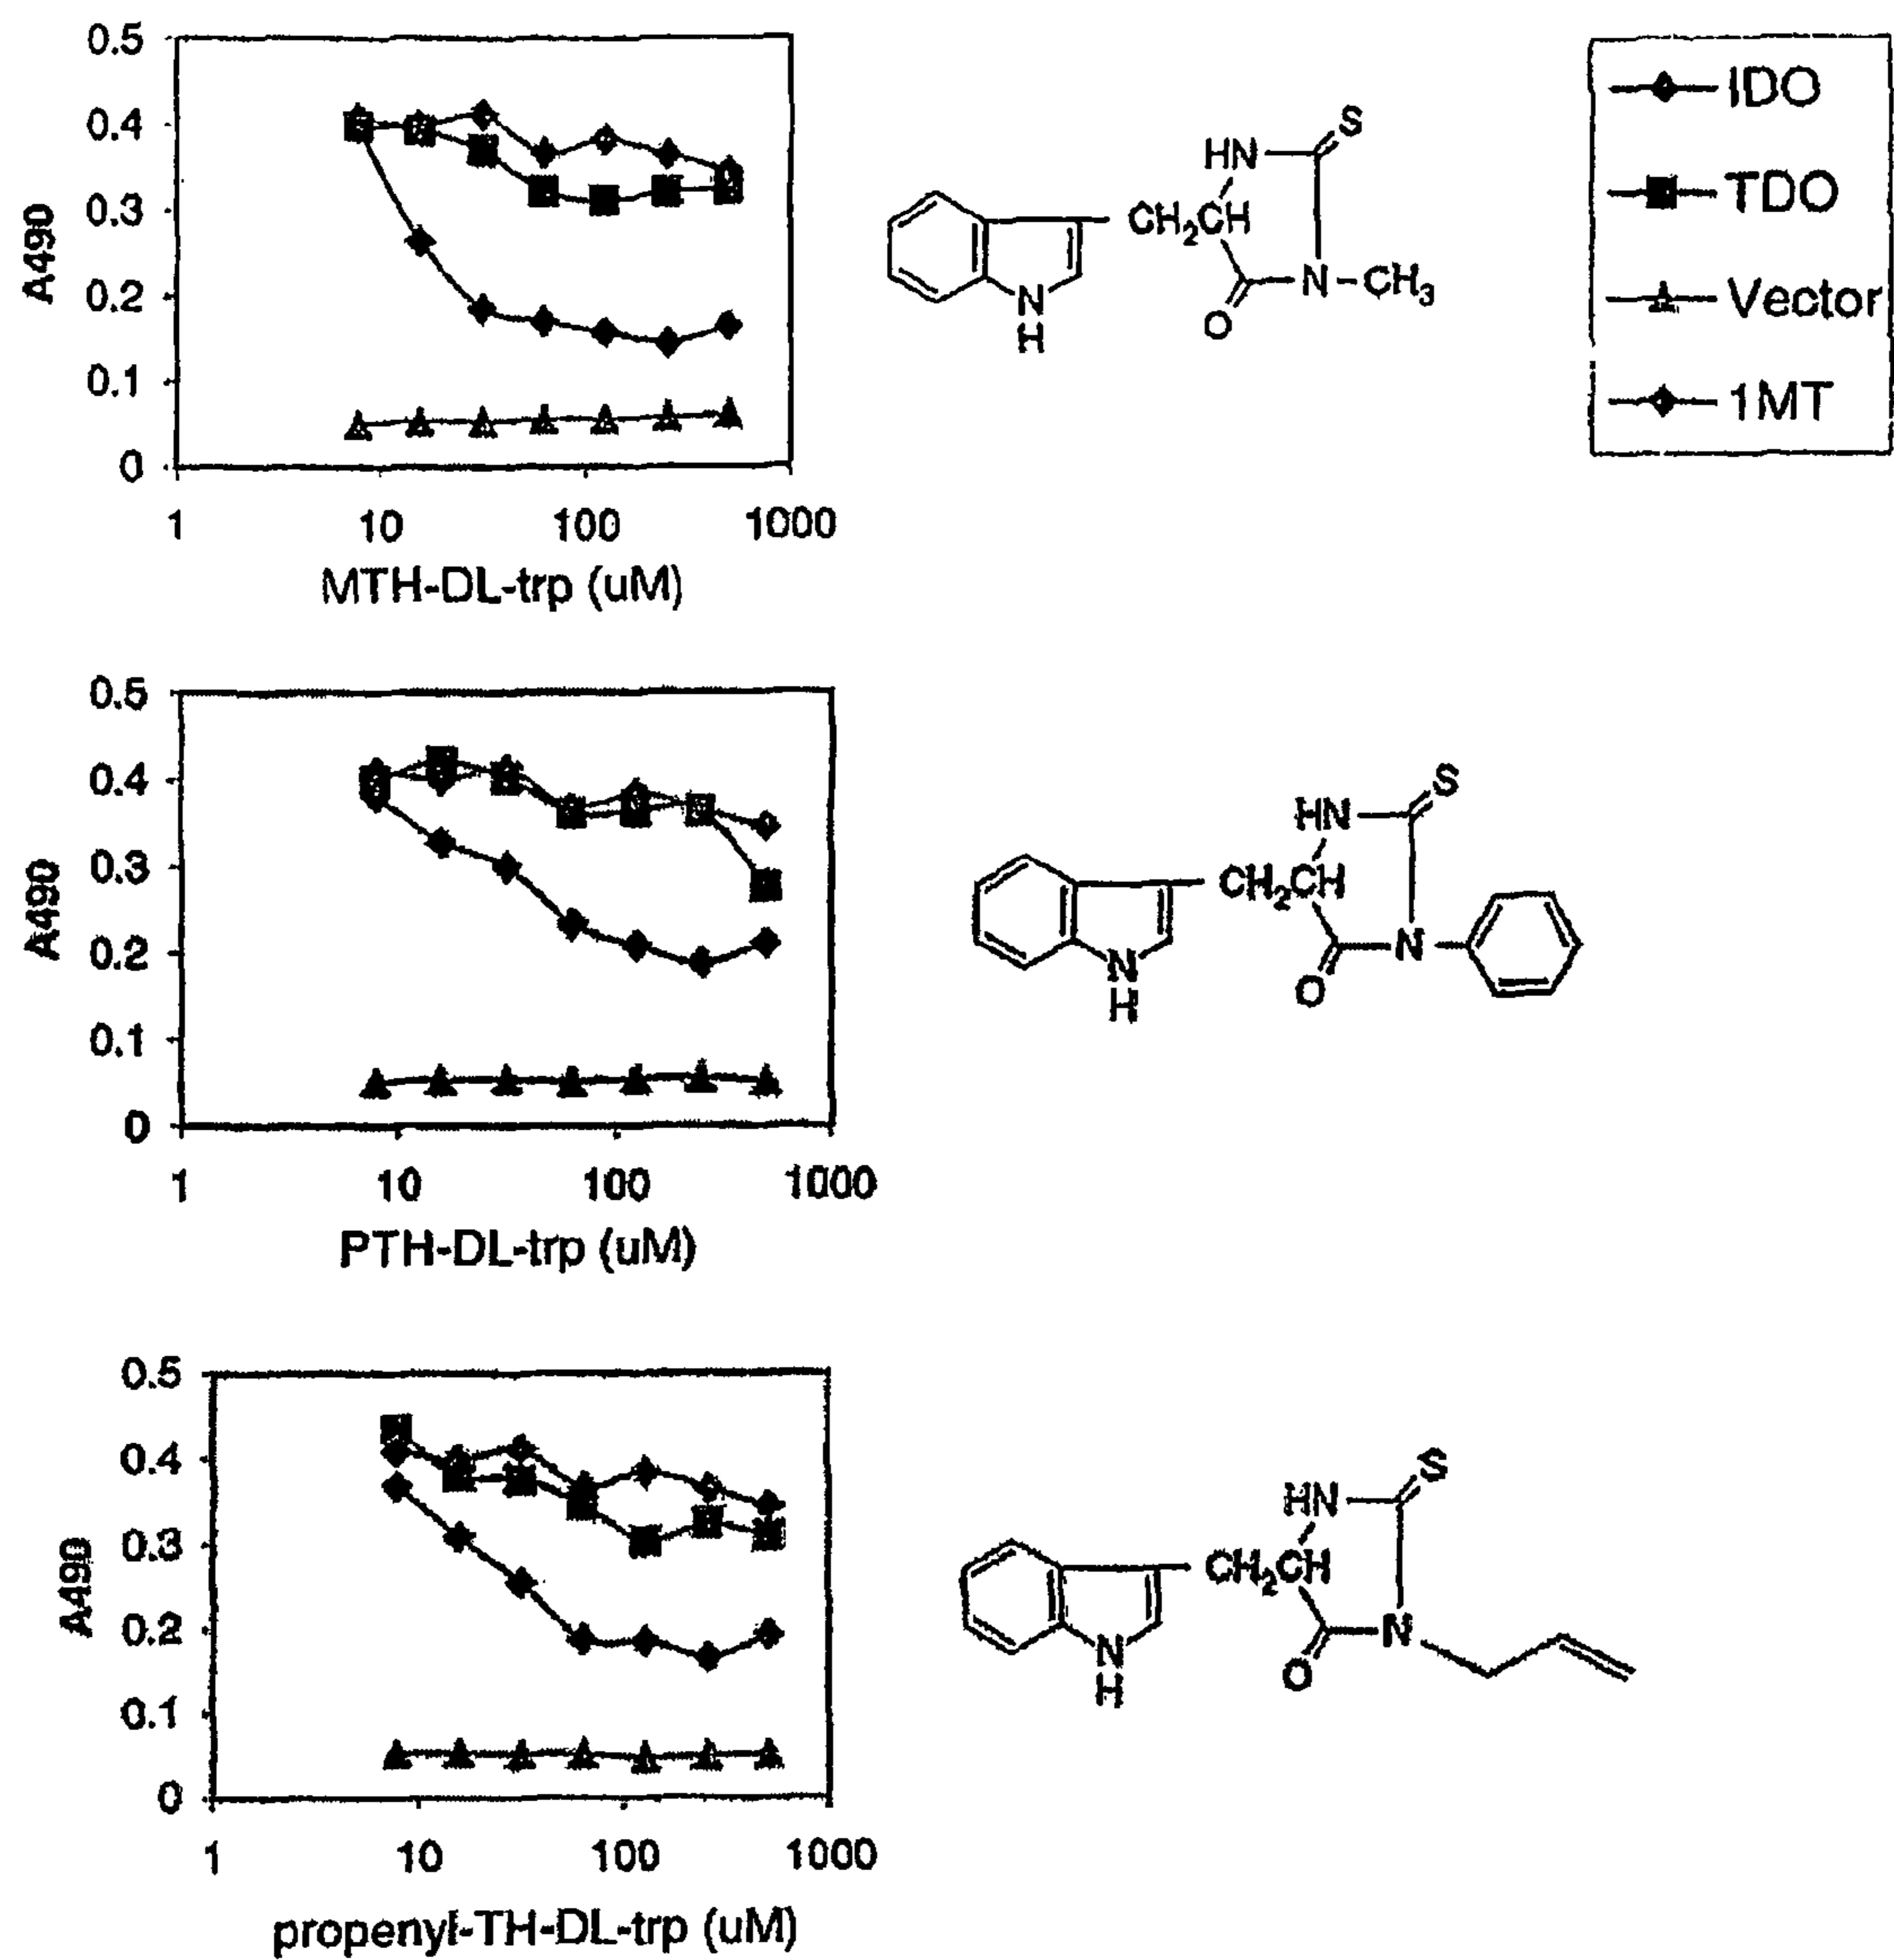 0.5
0.4
0.3
0.2
0.1
0
A490
1
10
100
1000
MTH-DL-trp (uM)
HN
S
CH2CH
N-CH3
O
N
H
IDO
TDO
Vector
1MT
0.5
0.4
0.3
0.2
0.1
0
A490
1
10
100
1000
PTH-DL-trp (uM)
HN
S
CH2CH
N
O
N
H
0.5
0.4
0.3
0.2
0.1
0
A490
1
10
100
1000
propenyl-TH-DL-trp (uM)
HN
S
CH2CH
N
O
N
H